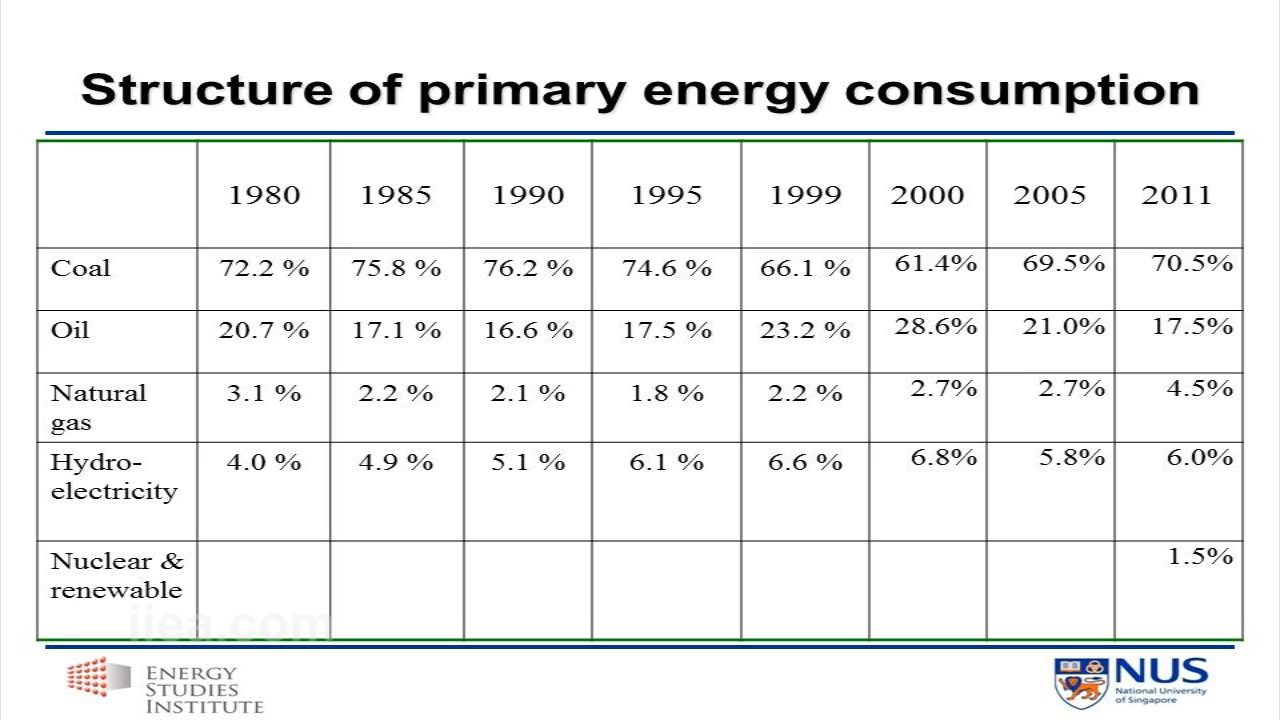 Structure of primary energy consumption
1980 1985 1990 1995 1999 2000 2005 2011
Coal 72.2 % 75.8 % 76.2 % 74.6 % 66.1 % 61.4% 69.5% 70.5%
Oil 20.7 % 17.1 % 16.6 % 17.5 % 23.2 % 28.6% 21.0% 17.5%
Natural 3.1 % 2.2 % 2.1 % 1.8 % 2.2 % 2.7% 2.7% 4.5%
gas
Hydro- 4.0 % 4.9 % 5.1 % 6.1 % 6.6 % 6.8% 5.8% 6.0%
electricity
Nuclear & 1.5%
renewable
iiea.com
ENERGY
STUDIES
INSTITUTE
NUS
National University
of Singapore